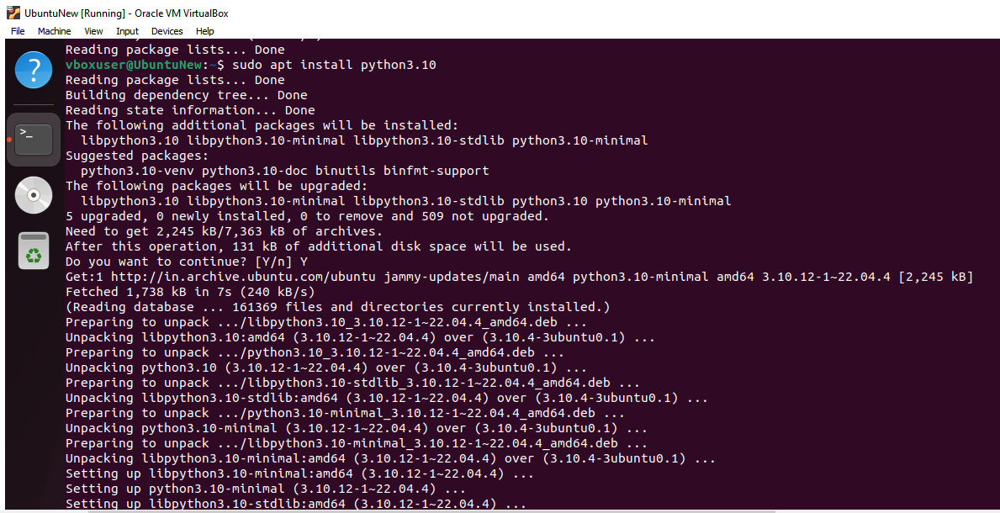 UbuntuNew [Running] - Oracle VM VirtualBox
File Machine View Input Devices Help
Reading package lists... Done
vboxuser@UbuntuNew:~$ sudo apt install python3.10
Reading package lists... Done
Building dependency tree... Done
Reading state information... Done
The following additional packages will be installed:
libpython3.10 libpython3.10-minimal libpython3.10-stdlib python3.10-minimal
Suggested packages:
python3.10-venv python3.10-doc binutils binfmt-support
The following packages will be upgraded:
libpython3.10 libpython3.10-minimal libpython3.10-stdlib python3.10 python3.10-minimal
5 upgraded, 0 newly installed, 0 to remove and 509 not upgraded.
Need to get 2,245 kB/7,363 kB of archives.
After this operation, 131 kB of additional disk space will be used.
Do you want to continue? [Y/n] Y
Get:1 http://in.archive.ubuntu.com/ubuntu jammy-updates/main amd64 python3.10-minimal amd64 3.10.12-1~22.04.4 [2,245 kB]
Fetched 1,738 kB in 7s (240 kB/s)
(Reading database ... 161369 files and directories currently installed.)
Preparing to unpack .../libpython3.10_3.10.12-1~22.04.4_amd64.deb ...
Unpacking libpython3.10:amd64 (3.10.12-1~22.04.4) over (3.10.4-3ubuntu0.1) ...
Preparing to unpack .../python3.10_3.10.12-1~22.04.4_amd64.deb ...
Unpacking python3.10 (3.10.12-1~22.04.4) over (3.10.4-3ubuntu0.1) ...
Preparing to unpack .../libpython3.10-stdlib_3.10.12-1~22.04.4_amd64.deb ...
Unpacking libpython3.10-stdlib:amd64 (3.10.12-1~22.04.4) over (3.10.4-3ubuntu0.1) ...
Preparing to unpack .../python3.10-minimal_3.10.12-1~22.04.4_amd64.deb ...
Unpacking python3.10-minimal (3.10.12-1~22.04.4) over (3.10.4-3ubuntu0.1) ...
Preparing to unpack .../libpython3.10-minimal_3.10.12-1~22.04.4_amd64.deb ...
Unpacking libpython3.10-minimal:amd64 (3.10.12-1~22.04.4) over (3.10.4-3ubuntu0.1) ...
Setting up libpython3.10-minimal:amd64 (3.10.12-1~22.04.4) ...
Setting up python3.10-minimal (3.10.12-1~22.04.4) ...
Setting up libpython3.10-stdlib:amd64 (3.10.12-1~22.04.4) ...